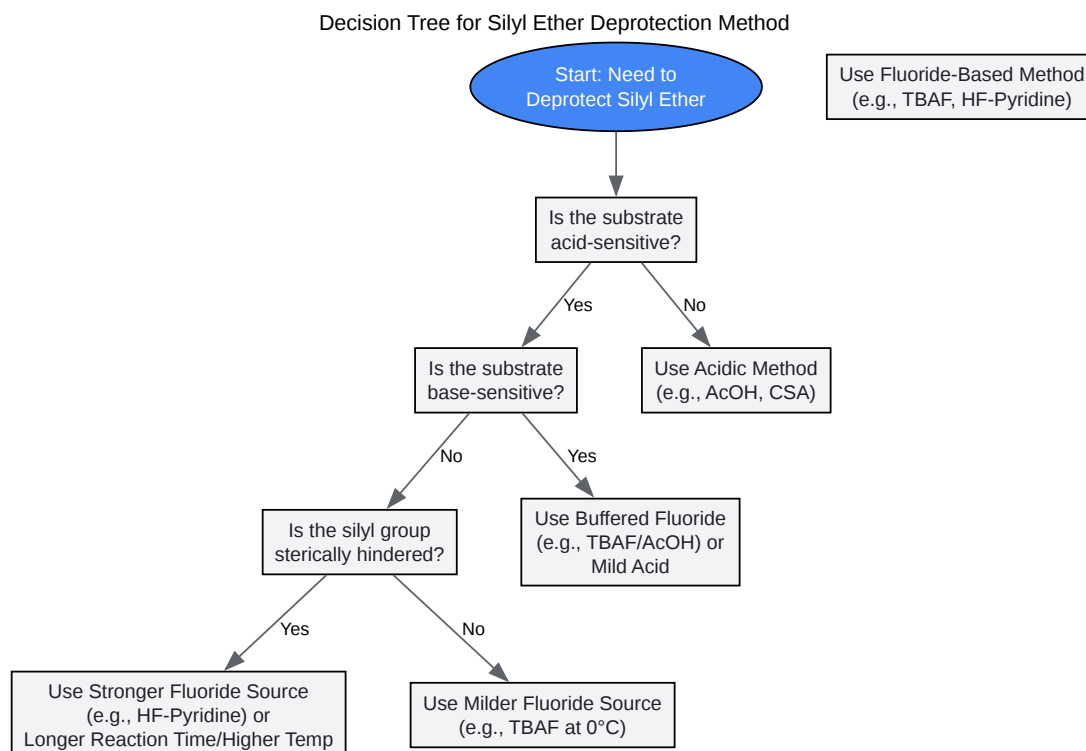 Decision Tree for Silyl Ether Deprotection Method
Start: Need to
Deprotect Silyl Ether
Use Fluoride-Based Method
(e.g., TBAF, HF-Pyridine)
Is the substrate
acid-sensitive?
Yes
No
Is the substrate
base-sensitive?
Use Acidic Method
(e.g., AcOH, CSA)
No
Yes
Is the silyl group
sterically hindered?
Use Buffered Fluoride
(e.g., TBAF/AcOH) or
Mild Acid
Yes
No
Use Stronger Fluoride Source
(e.g., HF-Pyridine) or
Longer Reaction Time/Higher Temp
Use Milder Fluoride Source
(e.g., TBAF at 0°C)